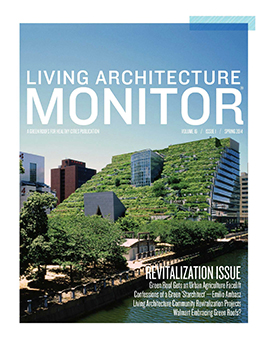 LIVING ARCHITECTURE
MONITOR®
A GREEN ROOFS FOR HEALTHY CITIES PUBLICATION
VOLUME 16 / ISSUE 1 / SPRING 2014
REVITALIZATION ISSUE
Green Roof Gets an Urban Agriculture Facelift
Confessions of a Green 'Starchitect' – Emilio Ambasz
Living Architecture Community Revitalization Projects
Walmart Embracing Green Roofs?